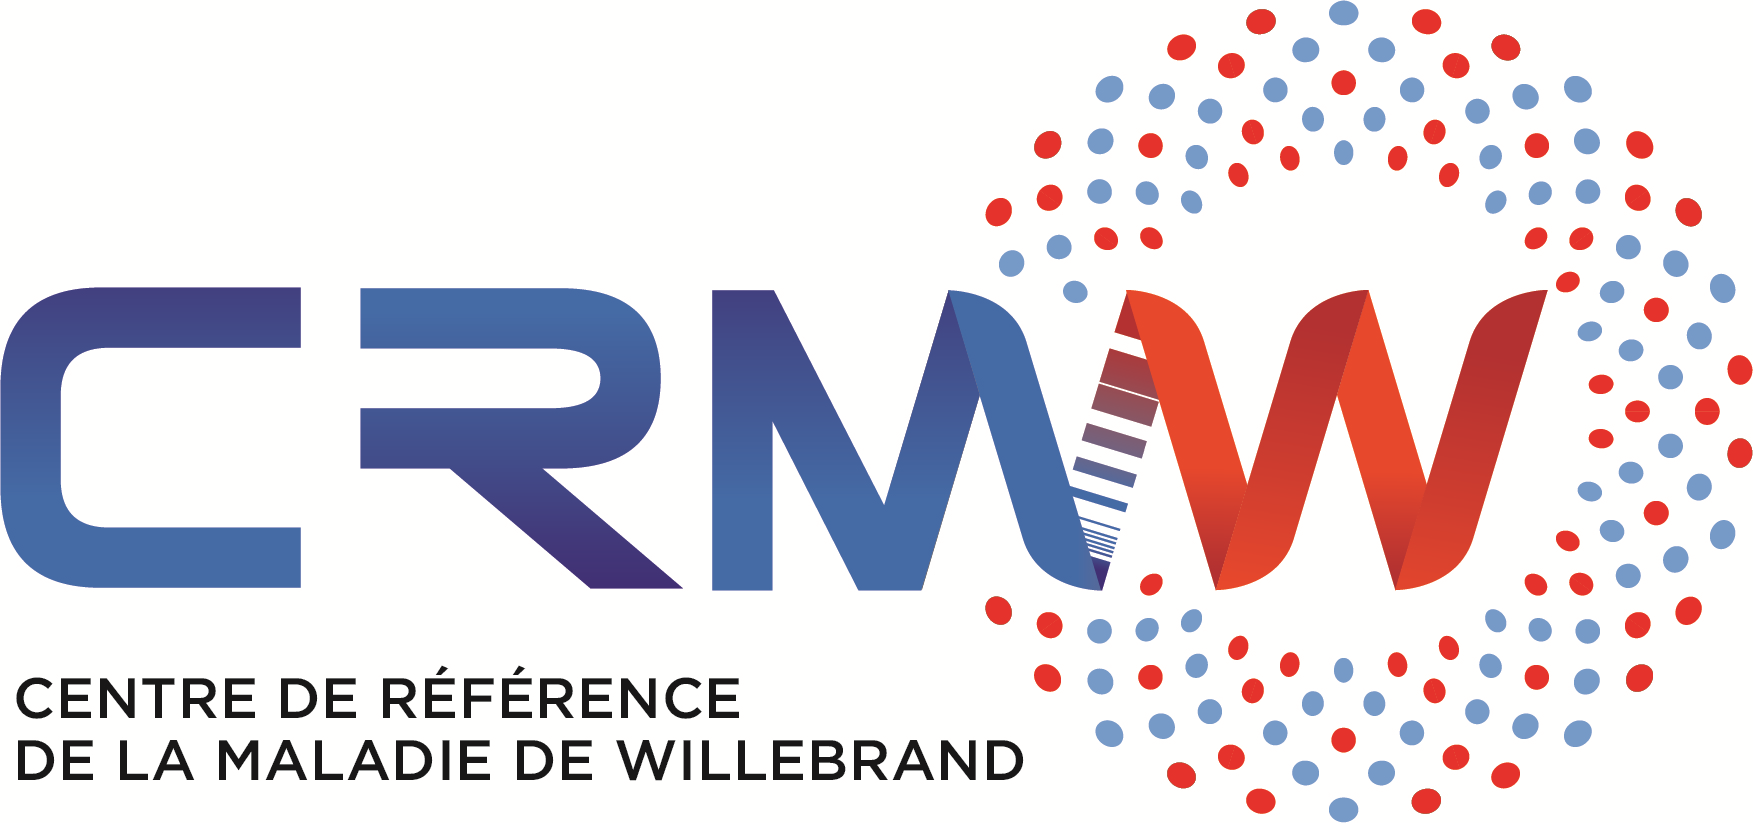 CRMW
CENTRE DE RÉFÉRENCE
DE LA MALADIE DE WILLEBRAND